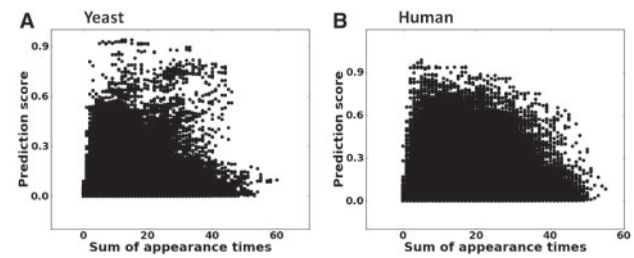 A Yeast
Prediction score
0.9
0.6
0.3
0.0
0 20 40 60
Sum of appearance times
B Human
Prediction score
0.9
0.6
0.3
0.0
0 20 40 60
Sum of appearance times